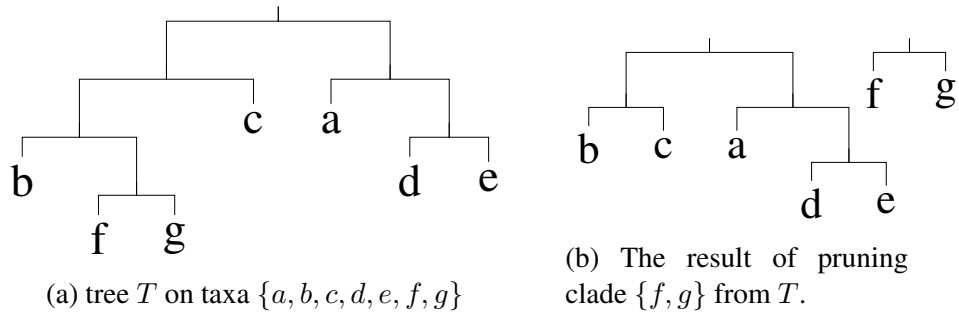 c a
b d e
f g
(a) tree T on taxa {a, b, c, d, e, f, g}
f g
b c a
d e
(b) The result of pruning
clade {f, g} from T.